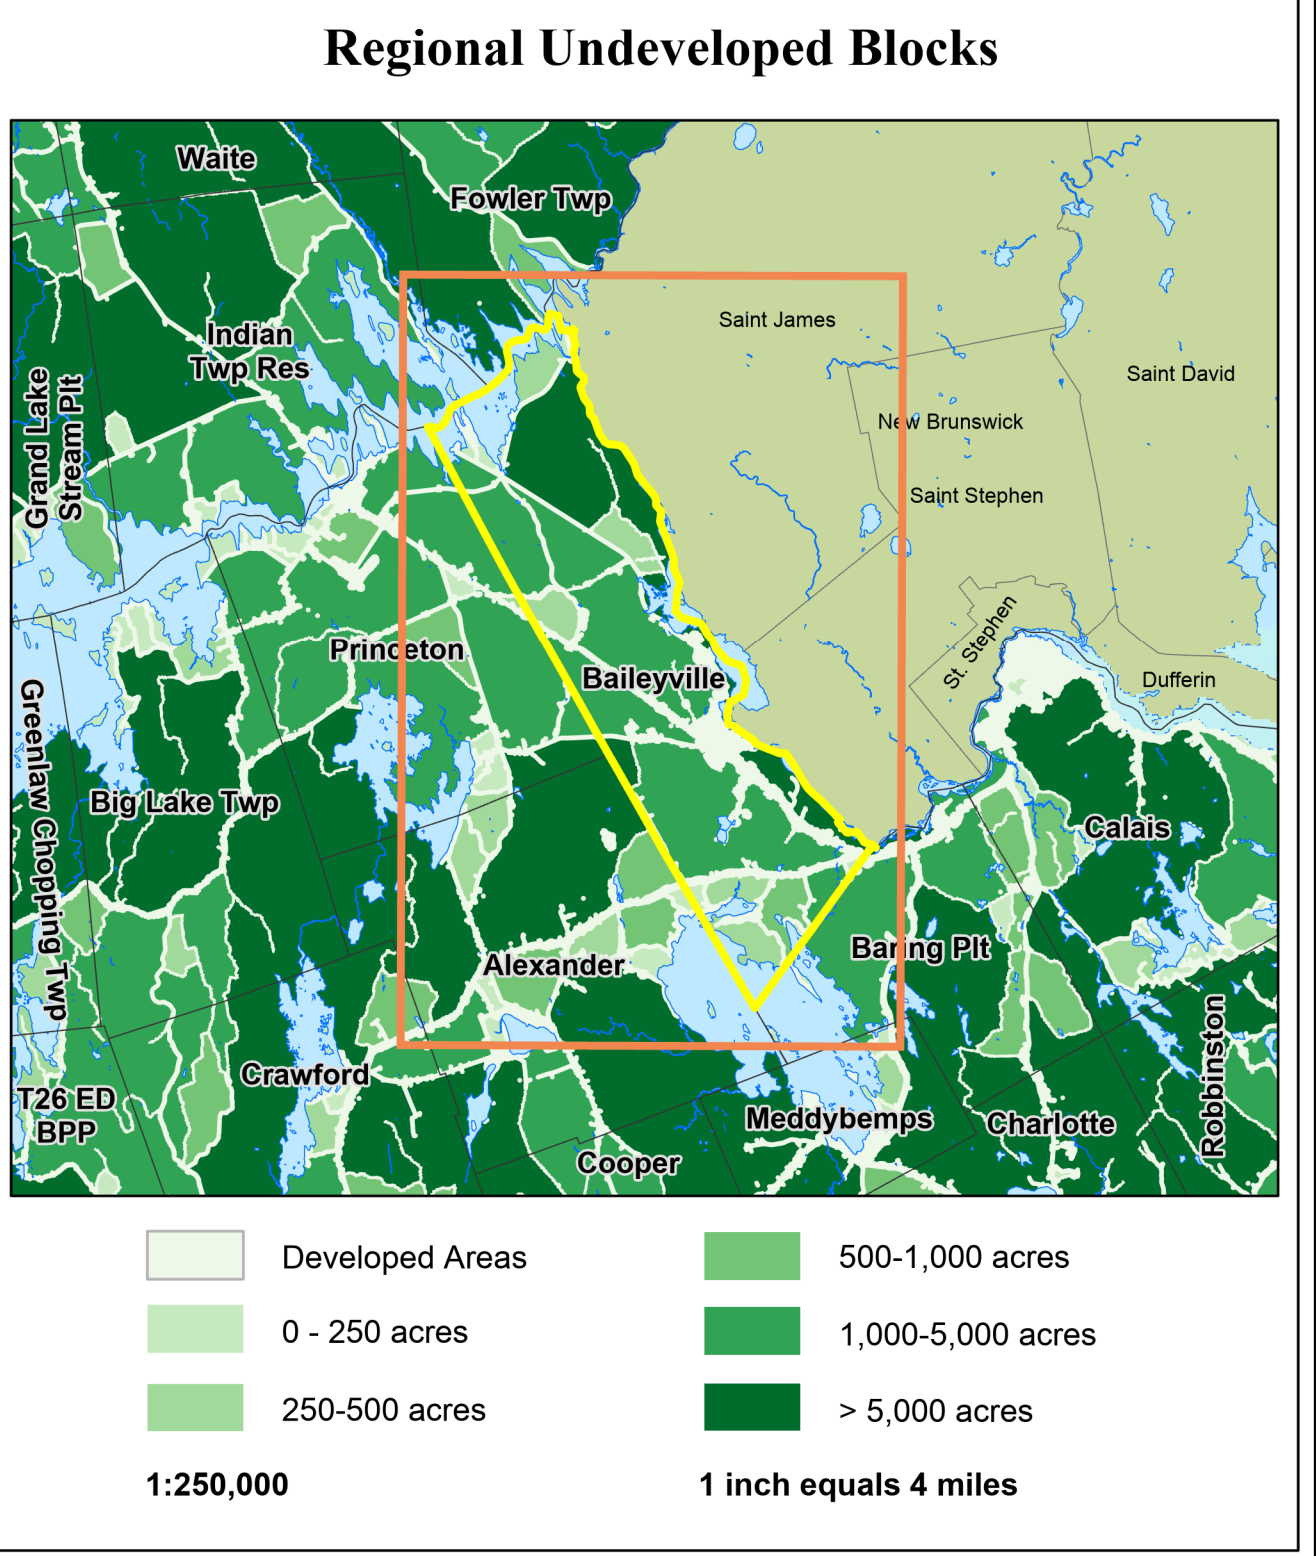 Regional Undeveloped Blocks
Waite
Fowler Twp
Indian
Twp Res
Saint James
Saint David
New Brunswick
Saint Stephen
Grand Lake
Stream Plt
St. Stephen
Princeton
Baileyville
Dufferin
Greenlaw Chopping Twp
Big Lake Twp
Calais
Alexander
Baring Plt
Crawford
Robbinston
T26 ED
BPP
Meddybemps
Charlotte
Cooper
Developed Areas
0 - 250 acres
250-500 acres
500-1,000 acres
1,000-5,000 acres
> 5,000 acres
1:250,000
1 inch equals 4 miles